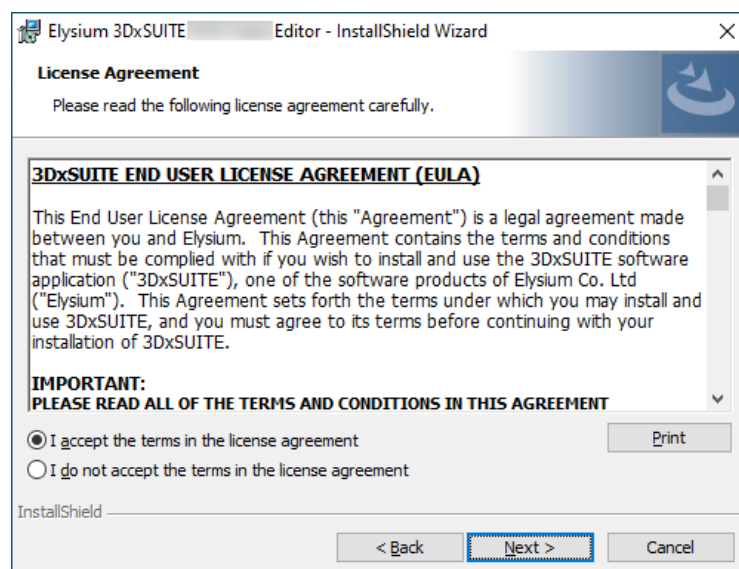 Elysium 3DxSUITE Editor - InstallShield Wizard
License Agreement
Please read the following license agreement carefully.
3DxSUITE END USER LICENSE AGREEMENT (EULA)
This End User License Agreement (this "Agreement") is a legal agreement made
between you and Elysium.  This Agreement contains the terms and conditions
that must be complied with if you wish to install and use the 3DxSUITE software
application ("3DxSUITE"), one of the software products of Elysium Co. Ltd
("Elysium").  This Agreement sets forth the terms under which you may install and
use 3DxSUITE, and you must agree to its terms before continuing with your
installation of 3DxSUITE.
IMPORTANT:
PLEASE READ ALL OF THE TERMS AND CONDITIONS IN THIS AGREEMENT
I accept the terms in the license agreement
Print
I do not accept the terms in the license agreement
InstallShield
< Back
Next >
Cancel